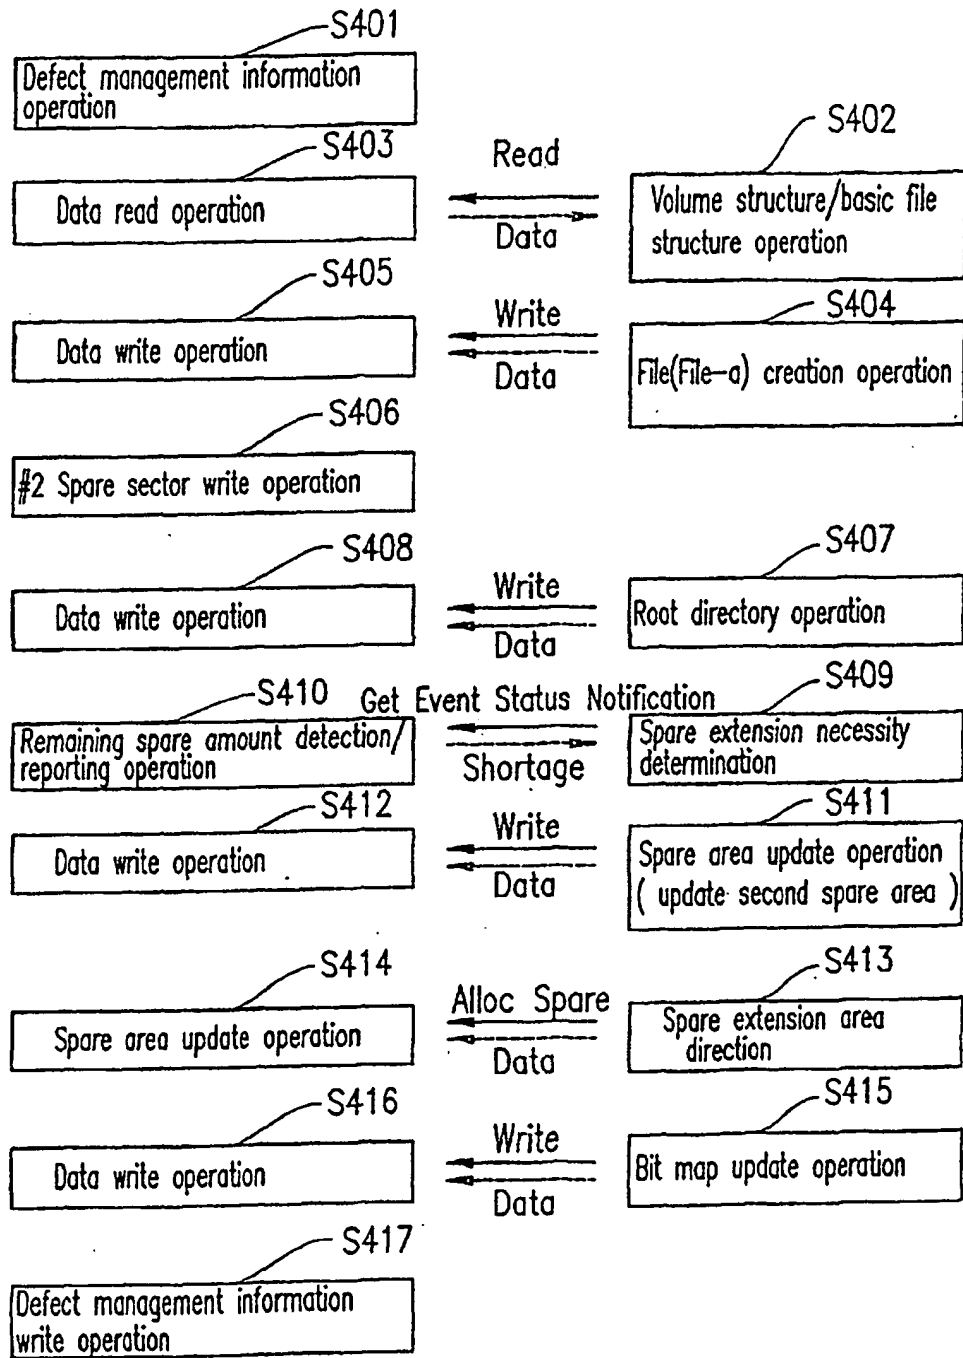 S401
Defect management information
operation
S403
Data read operation
Read
Data
S402
Volume structure/basic file
structure operation
S405
Data write operation
Write
Data
S404
File(File-a) creation operation
S406
#2 Spare sector write operation
S408
Data write operation
Write
Data
S407
Root directory operation
S410
Remaining spare amount detection/
reporting operation
Get Event Status Notification
Shortage
S409
Spare extension necessity
determination
S412
Data write operation
Write
Data
S411
Spare area update operation
( update second spare area )
S414
Spare area update operation
Alloc Spare
Data
S413
Spare extension area
direction
S416
Data write operation
Write
Data
S415
Bit map update operation
S417
Defect management information
write operation